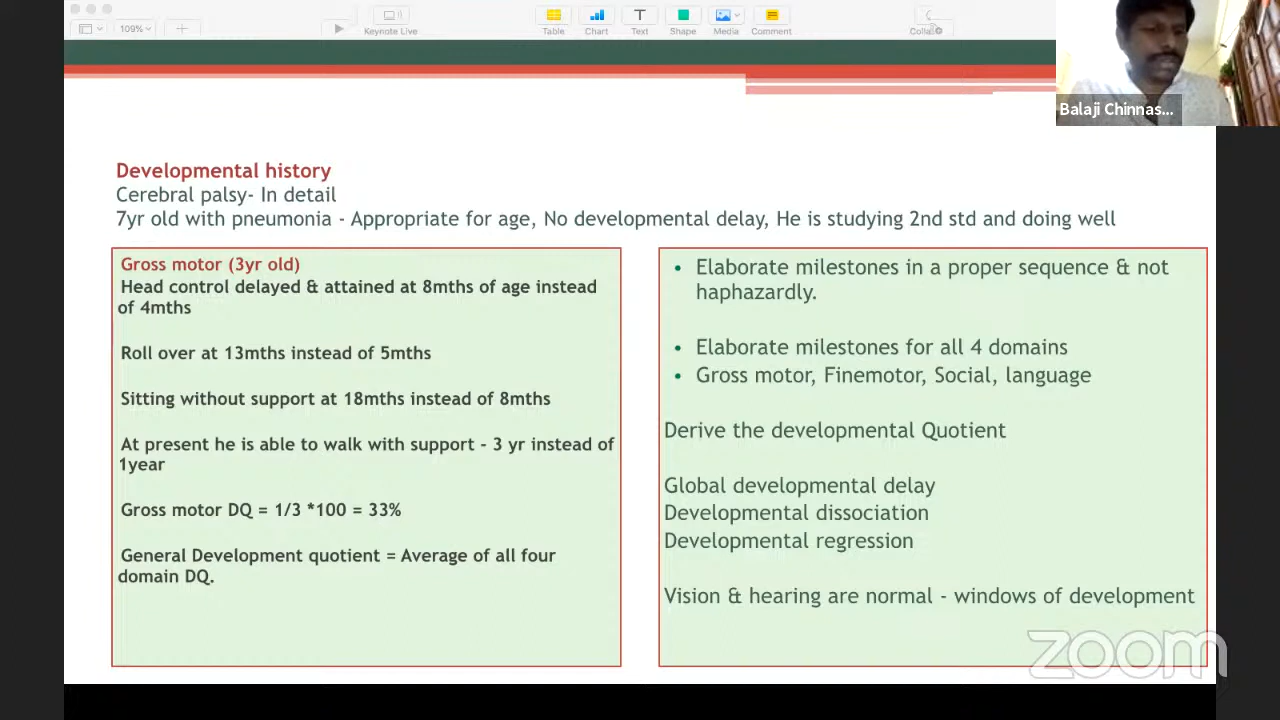 109%
Keynote Live
Table
Chart
Text
Shape
Media
Comment
Balaji Chinnas...
Developmental history
Cerebral palsy- In detail
7yr old with pneumonia - Appropriate for age, No developmental delay, He is studying 2nd std and doing well
Gross motor (3yr old)
Head control delayed & attained at 8mths of age instead
of 4mths
Roll over at 13mths instead of 5mths
Sitting without support at 18mths instead of 8mths
At present he is able to walk with support - 3 yr instead of
1year
Gross motor DQ = 1/3 *100 = 33%
General Development quotient = Average of all four
domain DQ.
• Elaborate milestones in a proper sequence & not
haphazardly.
• Elaborate milestones for all 4 domains
• Gross motor, Finemotor, Social, language
Derive the developmental Quotient
Global developmental delay
Developmental dissociation
Developmental regression
Vision & hearing are normal - windows of development
zoom